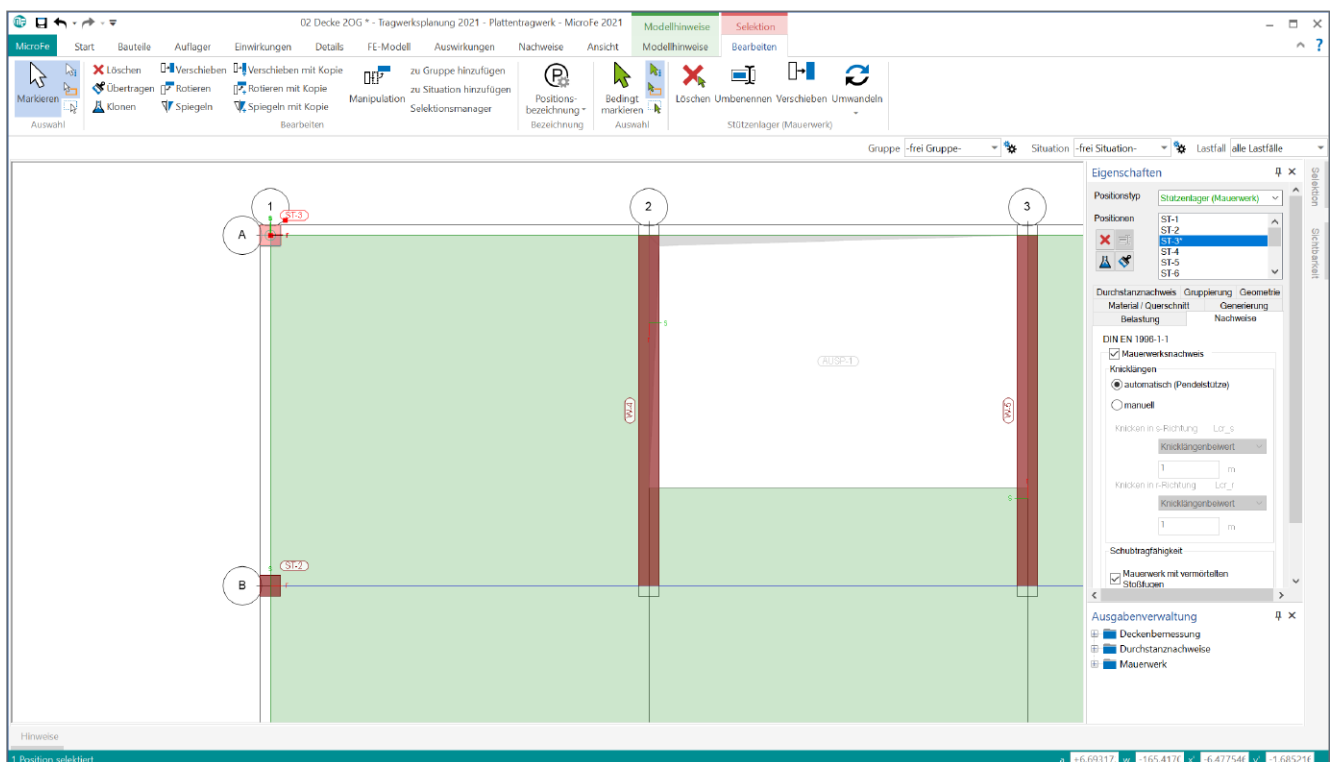 02 Decke 2OG * - Tragwerksplanung 2021 - Plattentragwerk - MicroFe 2021
Modellhinweise
Selektion
MicroFe
Start
Bauteile
Auflager
Einwirkungen
Details
FE-Modell
Auswirkungen
Nachweise
Ansicht
Modellhinweise
Bearbeiten
Markieren
Löschen
Verschieben
Verschieben mit Kopie
Übertragen
Rotieren
Rotieren mit Kopie
Klonen
Spiegeln
Spiegeln mit Kopie
Manipulation
zu Gruppe hinzufügen
zu Situation hinzufügen
Selektionsmanager
Positions-
bezeichnung
Bedingt
markieren
Löschen
Umbenennen
Verschieben
Umwandeln
Auswahl
Bearbeiten
Bezeichnung
Auswahl
Stützenlager (Mauerwerk)
Gruppe
-frei Gruppe-
Situation
-frei Situation-
Lastfall
alle Lastfälle
1
2
3
A
B
ST-3
s
r
W-4
s
AUSP-1
W-5
s
ST-2
s
r
Eigenschaften
Positionstyp
Stützenlager (Mauerwerk)
Positionen
ST-1
ST-2
ST-3*
ST-4
ST-5
ST-6
Durchstanznachweis
Gruppierung
Geometrie
Material / Querschnitt
Generierung
Belastung
Nachweise
DIN EN 1996-1-1
Mauerwerksnachweis
Knicklängen
automatisch (Pendelstütze)
manuell
Knicken in s-Richtung
Lcr_s
Knicklängenbeiwert
1
m
Knicken in r-Richtung
Lcr_r
Knicklängenbeiwert
1
m
Schubtragfähigkeit
Mauerwerk mit vermörtelten
Stoßfugen
Selektion
Sichtbarkeit
Ausgabenverwaltung
Deckenbemessung
Durchstanznachweise
Mauerwerk
Hinweise
1 Position selektiert